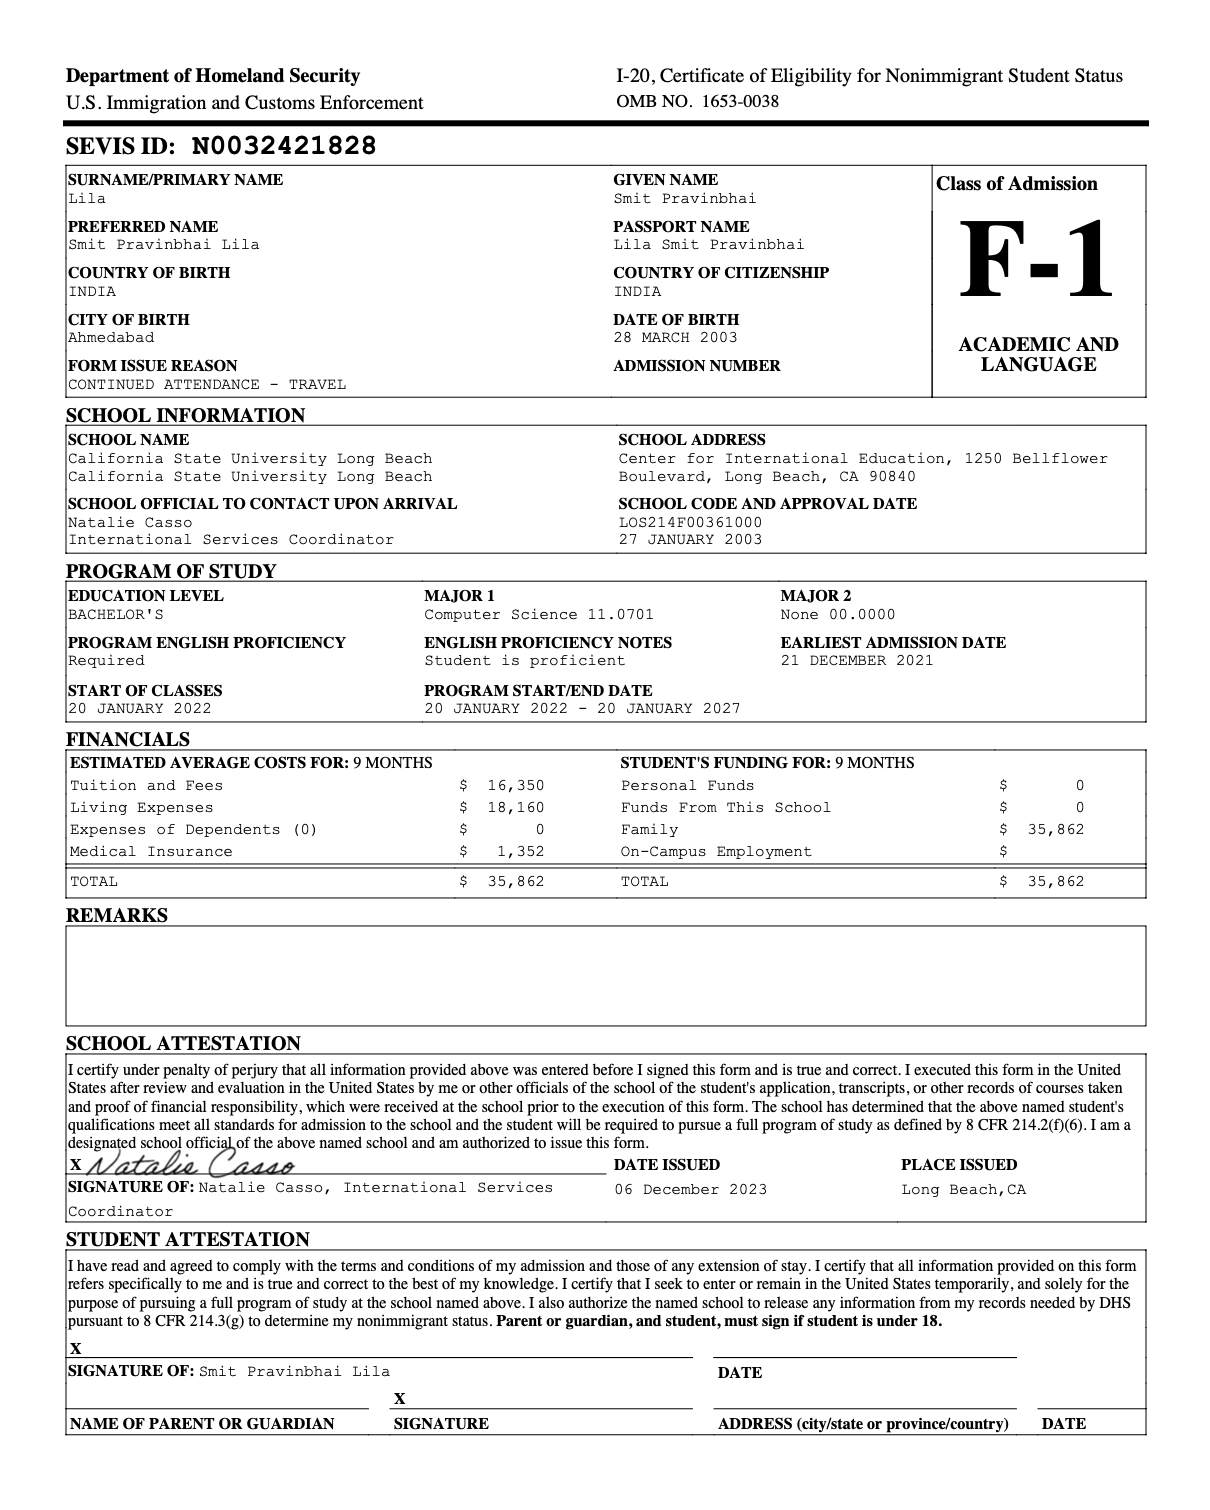 Department of Homeland Security
U.S. Immigration and Customs Enforcement
I-20, Certificate of Eligibility for Nonimmigrant Student Status
OMB NO. 1653-0038
SEVIS ID: N0032421828
SURNAME/PRIMARY NAME
Lila
GIVEN NAME
Smit Pravinbhai
Class of Admission
PREFERRED NAME
Smit Pravinbhai Lila
PASSPORT NAME
Lila Smit Pravinbhai
F-1
COUNTRY OF BIRTH
INDIA
COUNTRY OF CITIZENSHIP
INDIA
CITY OF BIRTH
Ahmedabad
DATE OF BIRTH
28 MARCH 2003
ACADEMIC AND
LANGUAGE
FORM ISSUE REASON
CONTINUED ATTENDANCE - TRAVEL
ADMISSION NUMBER
SCHOOL INFORMATION
SCHOOL NAME
California State University Long Beach
California State University Long Beach
SCHOOL ADDRESS
Center for International Education, 1250 Bellflower
Boulevard, Long Beach, CA 90840
SCHOOL OFFICIAL TO CONTACT UPON ARRIVAL
Natalie Casso
International Services Coordinator
SCHOOL CODE AND APPROVAL DATE
LOS214F00361000
27 JANUARY 2003
PROGRAM OF STUDY
EDUCATION LEVEL
BACHELOR'S
MAJOR 1
Computer Science 11.0701
MAJOR 2
None 00.0000
PROGRAM ENGLISH PROFICIENCY
Required
ENGLISH PROFICIENCY NOTES
Student is proficient
EARLIEST ADMISSION DATE
21 DECEMBER 2021
START OF CLASSES
20 JANUARY 2022
PROGRAM START/END DATE
20 JANUARY 2022 - 20 JANUARY 2027
FINANCIALS
ESTIMATED AVERAGE COSTS FOR: 9 MONTHS
STUDENT'S FUNDING FOR: 9 MONTHS
Tuition and Fees $ 16,350 Personal Funds $ 0
Living Expenses $ 18,160 Funds From This School $ 0
Expenses of Dependents (0) $ 0 Family $ 35,862
Medical Insurance $ 1,352 On-Campus Employment $
TOTAL $ 35,862 TOTAL $ 35,862
REMARKS
SCHOOL ATTESTATION
I certify under penalty of perjury that all information provided above was entered before I signed this form and is true and correct. I executed this form in the United
States after review and evaluation in the United States by me or other officials of the school of the student's application, transcripts, or other records of courses taken
and proof of financial responsibility, which were received at the school prior to the execution of this form. The school has determined that the above named student's
qualifications meet all standards for admission to the school and the student will be required to pursue a full program of study as defined by 8 CFR 214.2(f)(6). I am a
designated school official of the above named school and am authorized to issue this form.
X Natalie Casso
SIGNATURE OF: Natalie Casso, International Services
Coordinator
DATE ISSUED
06 December 2023
PLACE ISSUED
Long Beach,CA
STUDENT ATTESTATION
I have read and agreed to comply with the terms and conditions of my admission and those of any extension of stay. I certify that all information provided on this form
refers specifically to me and is true and correct to the best of my knowledge. I certify that I seek to enter or remain in the United States temporarily, and solely for the
purpose of pursuing a full program of study at the school named above. I also authorize the named school to release any information from my records needed by DHS
pursuant to 8 CFR 214.3(g) to determine my nonimmigrant status. Parent or guardian, and student, must sign if student is under 18.
X
SIGNATURE OF: Smit Pravinbhai Lila
DATE
X
NAME OF PARENT OR GUARDIAN
SIGNATURE
ADDRESS (city/state or province/country)
DATE